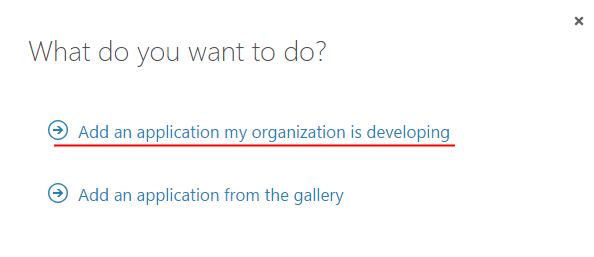 What do you want to do?
Add an application my organization is developing
Add an application from the gallery